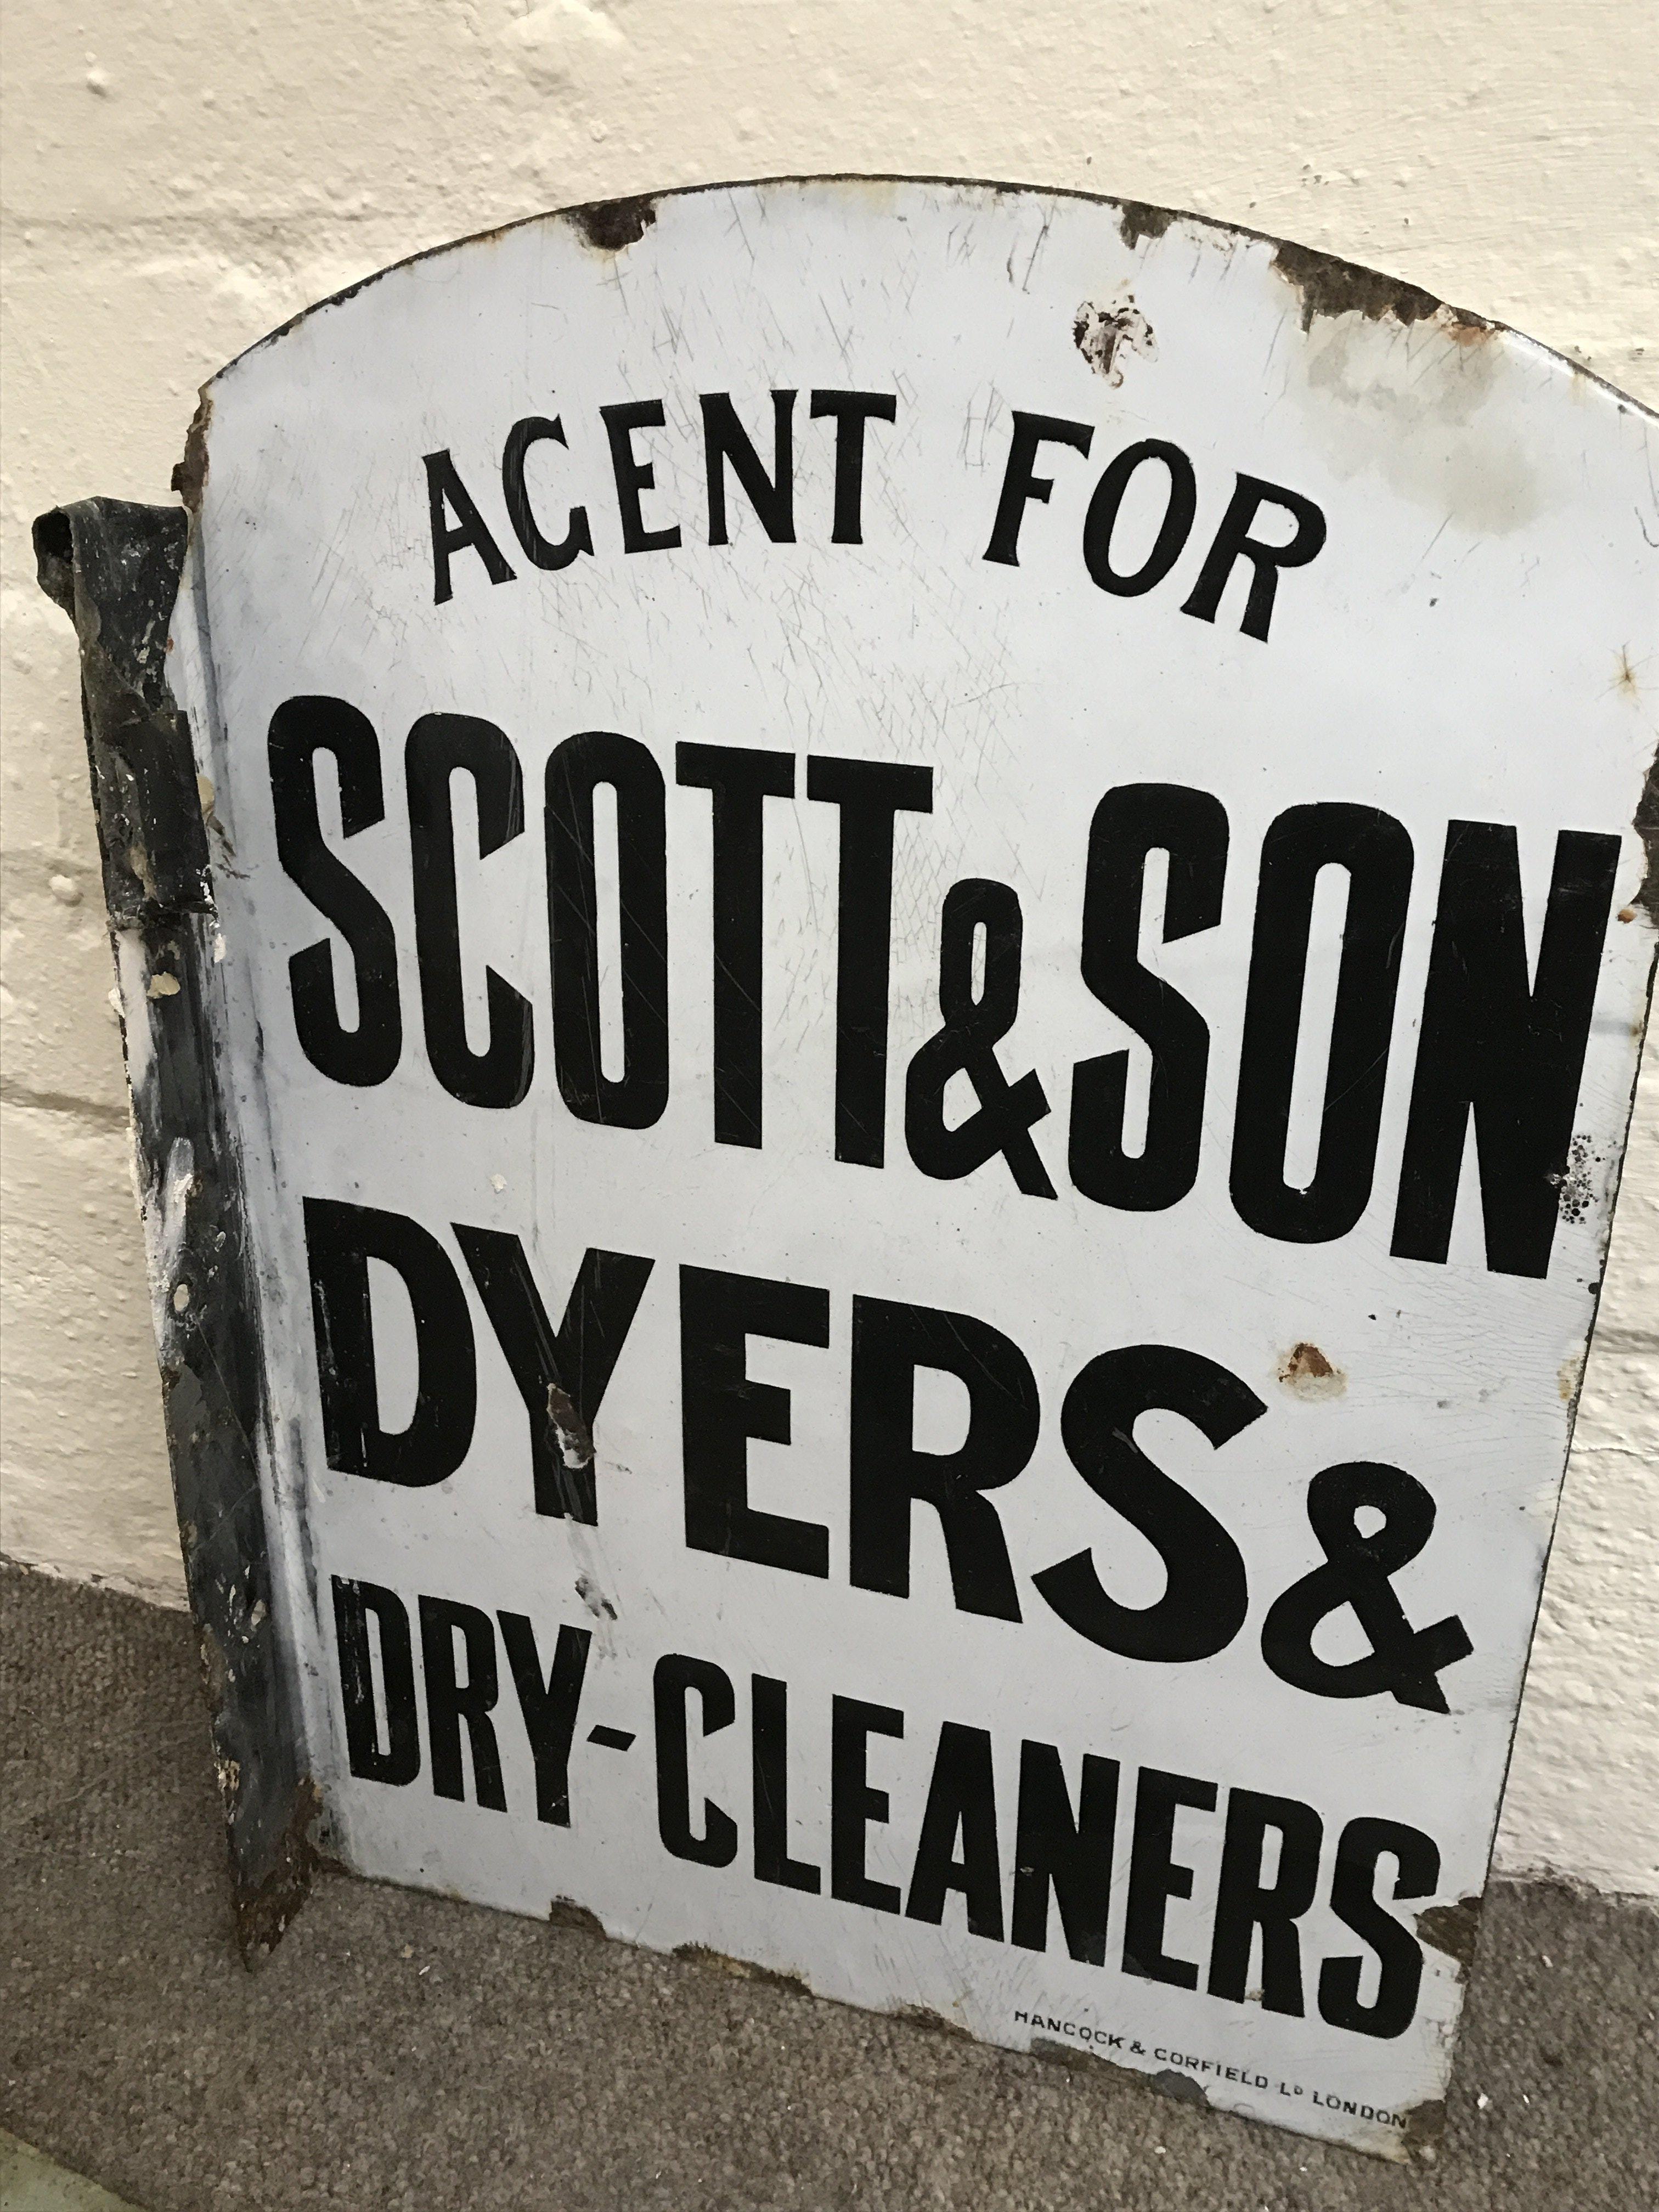 AGENT FOR
SCOTT & SON
DYERS &
DRY-CLEANERS
HANCOCK & CORFIELD Lᴰ LONDON